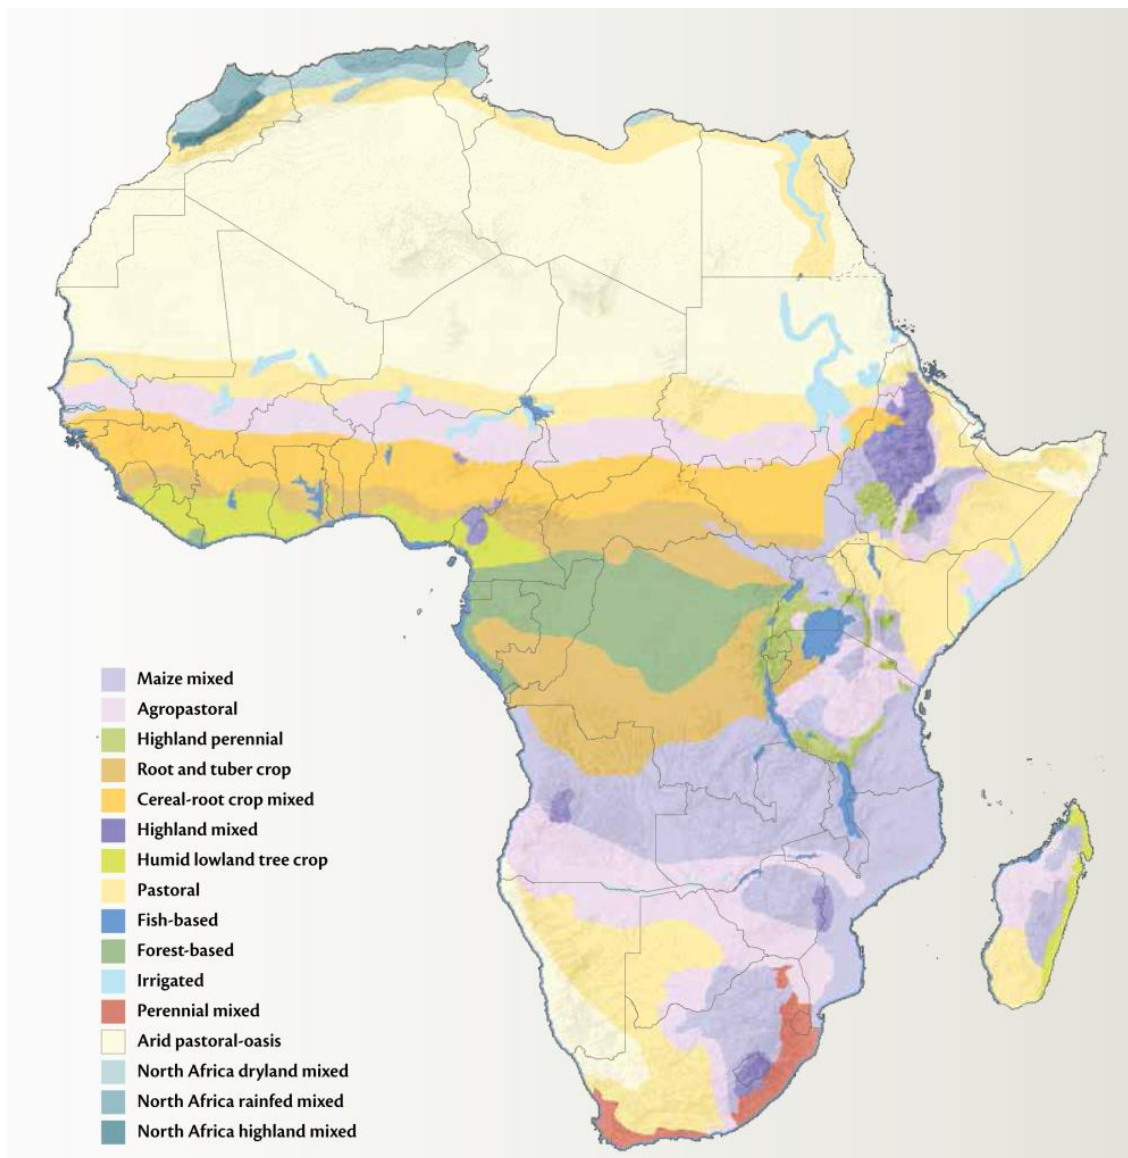 Maize mixed
Agropastoral
Highland perennial
Root and tuber crop
Cereal-root crop mixed
Highland mixed
Humid lowland tree crop
Pastoral
Fish-based
Forest-based
Irrigated
Perennial mixed
Arid pastoral-oasis
North Africa dryland mixed
North Africa rainfed mixed
North Africa highland mixed